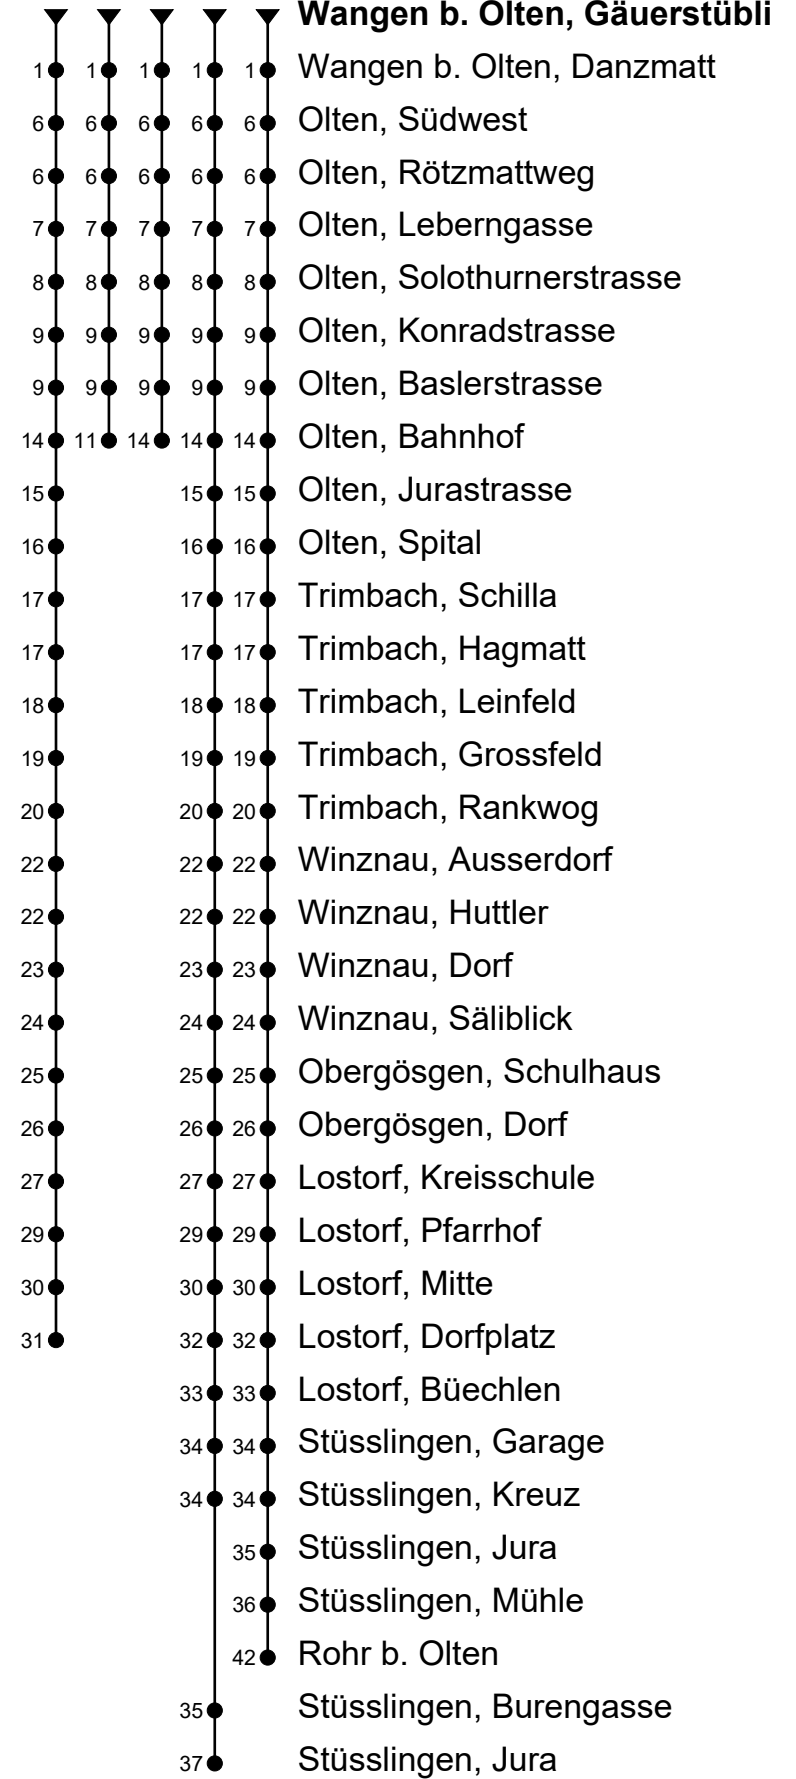 Wangen b. Olten, Gäuerstübli
1 1 1 1 1 Wangen b. Olten, Danzmatt
6 6 6 6 6 Olten, Südwest
6 6 6 6 6 Olten, Rötzmattweg
7 7 7 7 7 Olten, Leberngasse
8 8 8 8 8 Olten, Solothurnerstrasse
9 9 9 9 9 Olten, Konradstrasse
9 9 9 9 9 Olten, Baslerstrasse
14 11 14 14 14 Olten, Bahnhof
15 15 15 Olten, Jurastrasse
16 16 16 Olten, Spital
17 17 17 Trimbach, Schilla
17 17 17 Trimbach, Hagmatt
18 18 18 Trimbach, Leinfeld
19 19 19 Trimbach, Grossfeld
20 20 20 Trimbach, Rankwog
22 22 22 Winznau, Ausserdorf
22 22 22 Winznau, Huttler
23 23 23 Winznau, Dorf
24 24 24 Winznau, Säliblick
25 25 25 Obergösgen, Schulhaus
26 26 26 Obergösgen, Dorf
27 27 27 Lostorf, Kreisschule
29 29 29 Lostorf, Pfarrhof
30 30 30 Lostorf, Mitte
31 32 32 Lostorf, Dorfplatz
33 33 Lostorf, Büechlen
34 34 Stüsslingen, Garage
34 34 Stüsslingen, Kreuz
35 Stüsslingen, Jura
36 Stüsslingen, Mühle
42 Rohr b. Olten
35 Stüsslingen, Burengasse
37 Stüsslingen, Jura